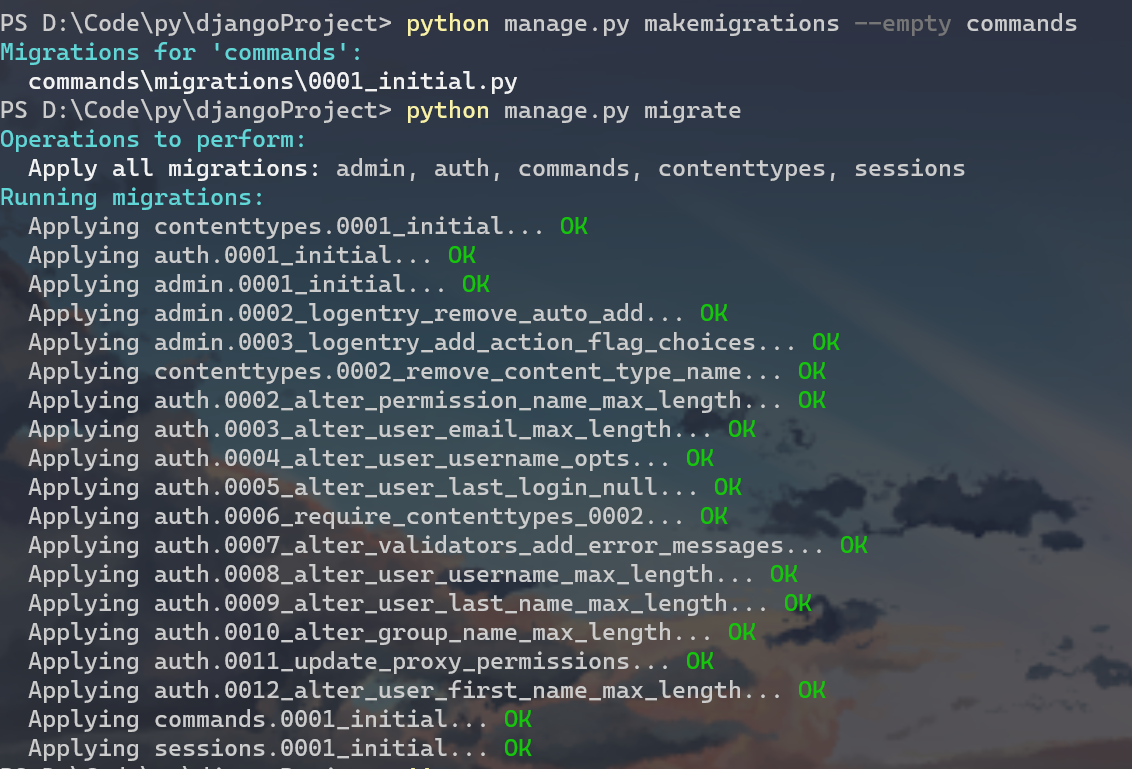 PS D:\Code\py\djangoProject> python manage.py makemigrations --empty commands
Migrations for 'commands':
  commands\migrations\0001_initial.py
PS D:\Code\py\djangoProject> python manage.py migrate
Operations to perform:
  Apply all migrations: admin, auth, commands, contenttypes, sessions
Running migrations:
  Applying contenttypes.0001_initial... OK
  Applying auth.0001_initial... OK
  Applying admin.0001_initial... OK
  Applying admin.0002_logentry_remove_auto_add... OK
  Applying admin.0003_logentry_add_action_flag_choices... OK
  Applying contenttypes.0002_remove_content_type_name... OK
  Applying auth.0002_alter_permission_name_max_length... OK
  Applying auth.0003_alter_user_email_max_length... OK
  Applying auth.0004_alter_user_username_opts... OK
  Applying auth.0005_alter_user_last_login_null... OK
  Applying auth.0006_require_contenttypes_0002... OK
  Applying auth.0007_alter_validators_add_error_messages... OK
  Applying auth.0008_alter_user_username_max_length... OK
  Applying auth.0009_alter_user_last_name_max_length... OK
  Applying auth.0010_alter_group_name_max_length... OK
  Applying auth.0011_update_proxy_permissions... OK
  Applying auth.0012_alter_user_first_name_max_length... OK
  Applying commands.0001_initial... OK
  Applying sessions.0001_initial... OK